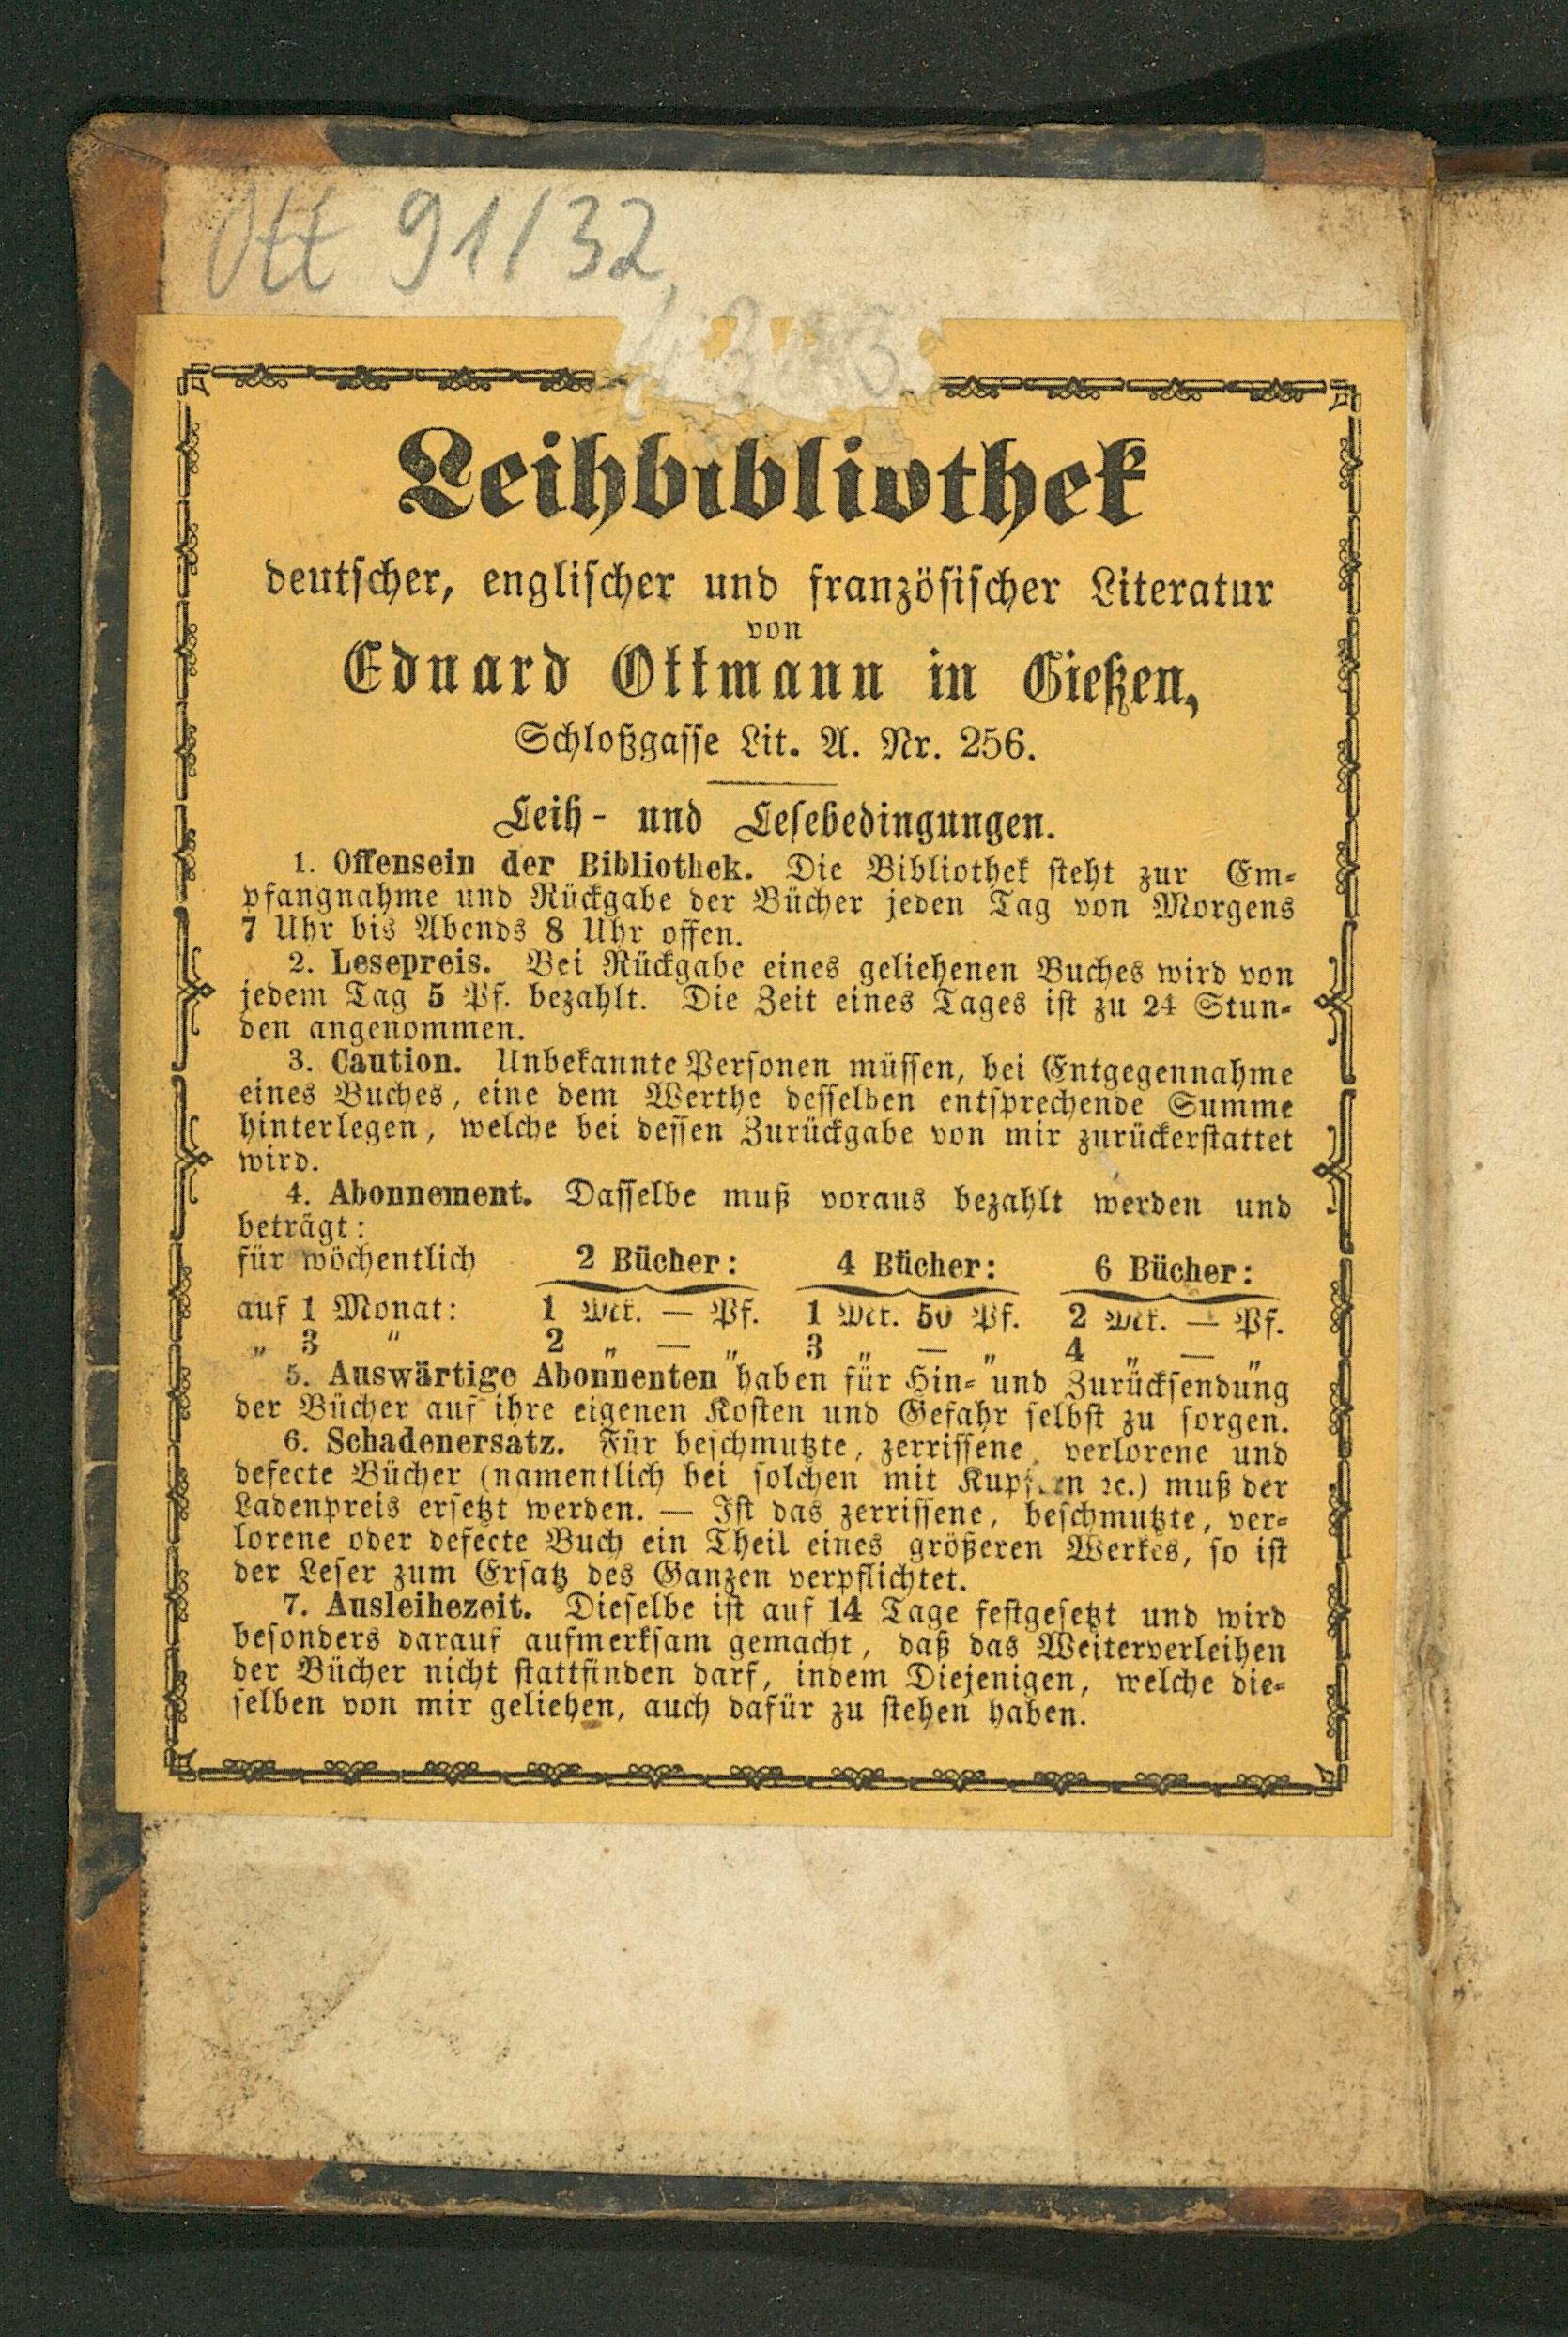 Ott 91/32
Leihbibliothek
deutscher, englischer und französischer Literatur
von
Eduard Ottmann in Gießen,
Schloßgasse Lit. A. Nr. 256.
Leih- und Lesebedingungen.
1. Offensein der Bibliothek. Die Bibliothek steht zur Em-
pfangnahme und Rückgabe der Bücher jeden Tag von Morgens
7 Uhr bis Abends 8 Uhr offen.
2. Lesepreis. Bei Rückgabe eines geliehenen Buches wird von
jedem Tag 5 Pf. bezahlt. Die Zeit eines Tages ist zu 24 Stun-
den angenommen.
3. Caution. Unbekannte Personen müssen, bei Entgegennahme
eines Buches, eine dem Werthe desselben entsprechende Summe
hinterlegen, welche bei dessen Zurückgabe von mir zurückerstattet
wird.
4. Abonnement. Dasselbe muß voraus bezahlt werden und
beträgt:
für wöchentlich 2 Bücher: 4 Bücher: 6 Bücher:
auf 1 Monat: 1 Mk. — Pf. 1 Mk. 50 Pf. 2 Mk. — Pf.
„ 3 „ 2 „ — „ 3 „ — „ 4 „ — „
5. Auswärtige Abonnenten haben für Hin- und Zurücksendung
der Bücher auf ihre eigenen Kosten und Gefahr selbst zu sorgen.
6. Schadenersatz. Für beschmutzte, zerrissene, verlorene und
defecte Bücher (namentlich bei solchen mit Kupfern ꝛc.) muß der
Ladenpreis ersetzt werden. — Ist das zerrissene, beschmutzte, ver-
lorene oder defecte Buch ein Theil eines größeren Werkes, so ist
der Leser zum Ersatz des Ganzen verpflichtet.
7. Ausleihezeit. Dieselbe ist auf 14 Tage festgesetzt und wird
besonders darauf aufmerksam gemacht, daß das Weiterverleihen
der Bücher nicht stattfinden darf, indem Diejenigen, welche die-
selben von mir geliehen, auch dafür zu stehen haben.